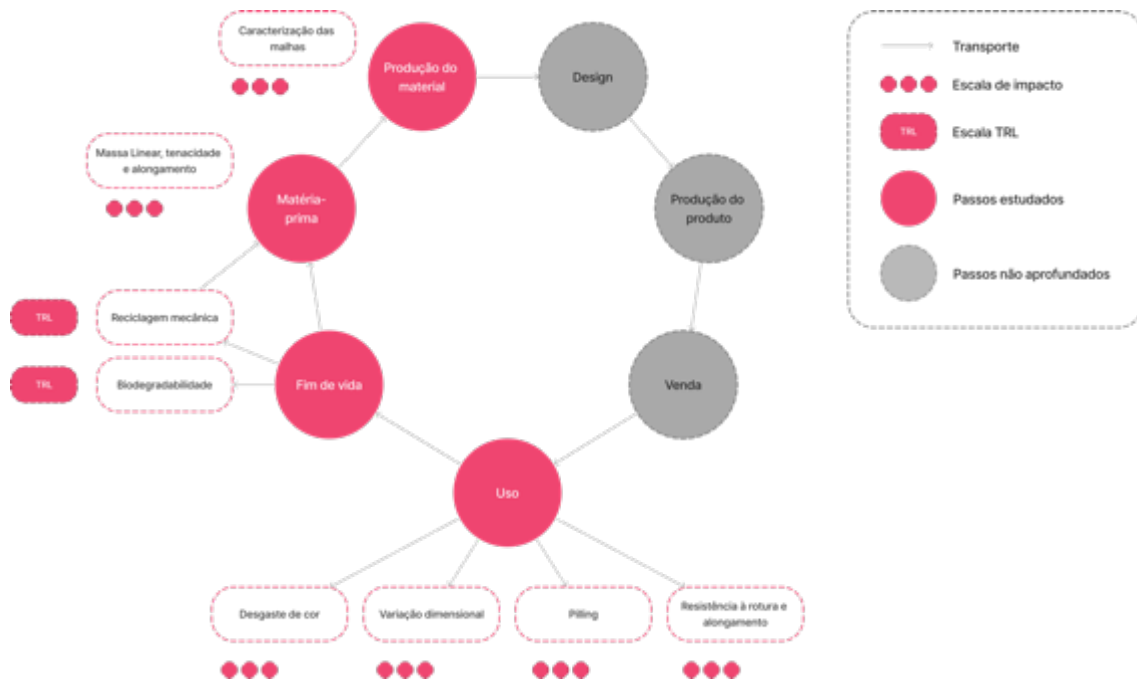 Caracterização das
malhas
Produção do
material
Design
Transporte
Escala de impacto
TRL
Escala TRL
Massa Linear, tenacidade
e alongamento
Matéria-
prima
Produção do
produto
Passos estudados
Passos não aprofundados
TRL
Reciclagem mecânica
TRL
Biodegradabilidade
Fim de vida
Venda
Uso
Desgaste de cor
Variação dimensional
Pilling
Resistência à rotura e
alongamento